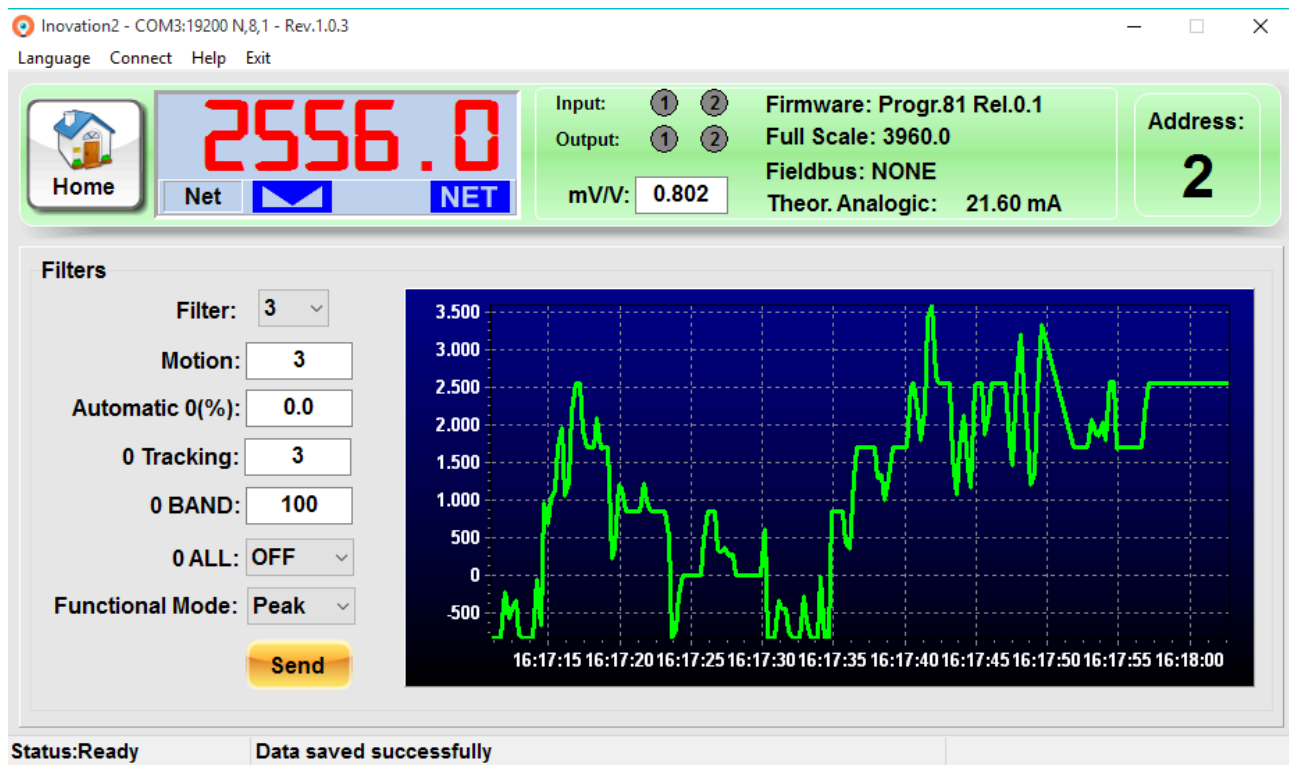 Inovation2 - COM3:19200 N,8,1 - Rev.1.0.3
Language Connect Help Exit
Home
2556.0
Net
NET
Input: 1 2
Output: 1 2
mV/V: 0.802
Firmware: Progr.81 Rel.0.1
Full Scale: 3960.0
Fieldbus: NONE
Theor. Analogic: 21.60 mA
Address:
2
Filters
Filter: 3
Motion: 3
Automatic 0(%): 0.0
0 Tracking: 3
0 BAND: 100
0 ALL: OFF
Functional Mode: Peak
Send
3.500
3.000
2.500
2.000
1.500
1.000
500
0
-500
16:17:15 16:17:20 16:17:25 16:17:30 16:17:35 16:17:40 16:17:45 16:17:50 16:17:55 16:18:00
Status:Ready
Data saved successfully